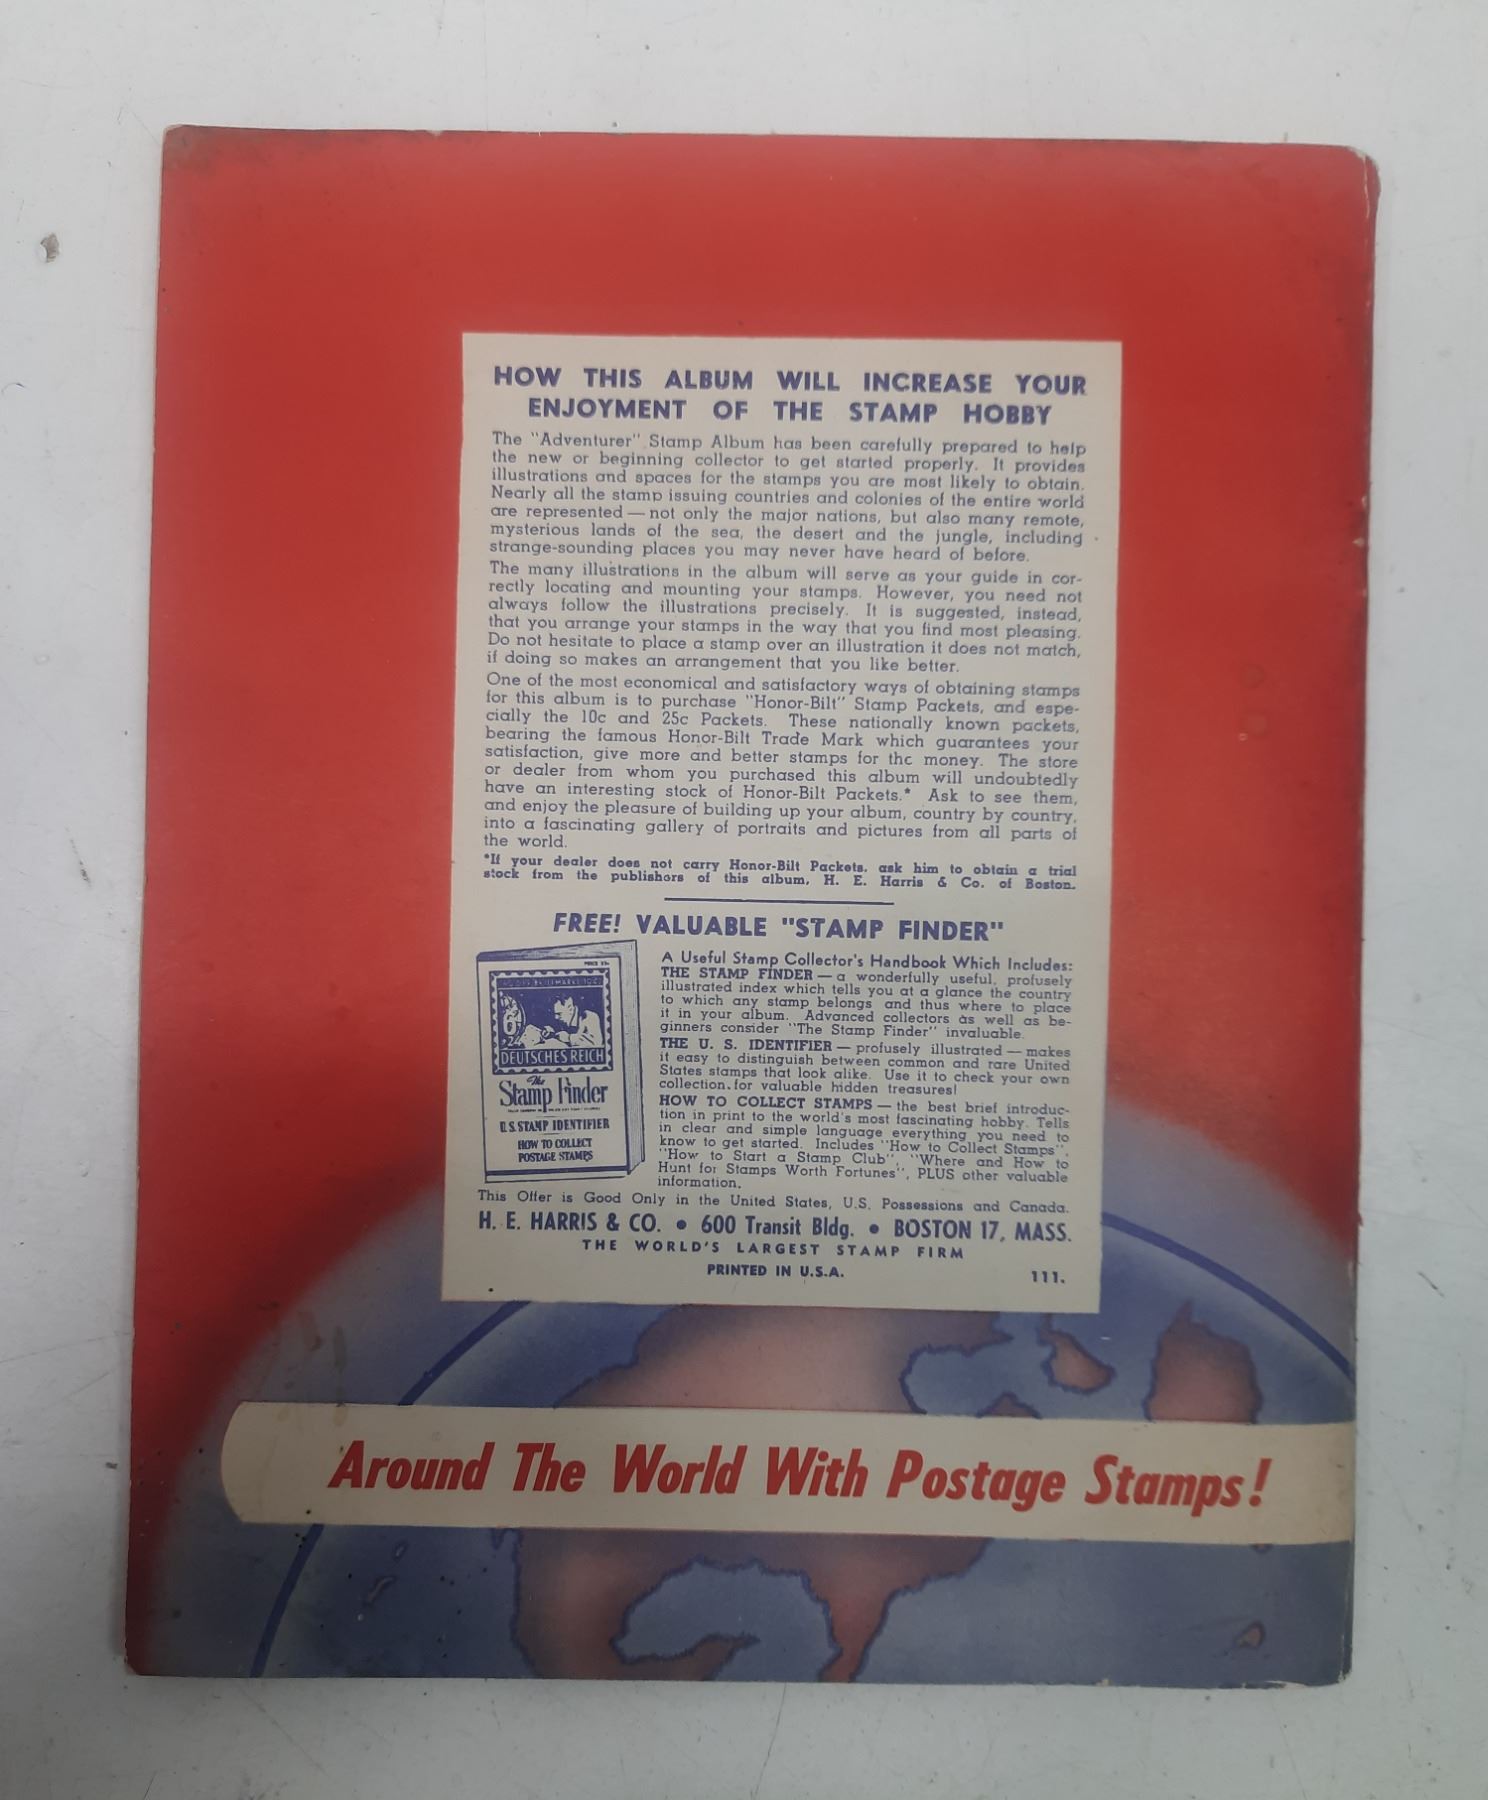 HOW THIS ALBUM WILL INCREASE YOUR
ENJOYMENT OF THE STAMP HOBBY
The "Adventurer" Stamp Album has been carefully prepared to help
the new or beginning collector to get started properly. It provides
illustrations and spaces for the stamps you are most likely to obtain.
Nearly all the stamp issuing countries and colonies of the entire world
are represented — not only the major nations, but also many remote,
mysterious lands of the sea, the desert and the jungle, including
strange-sounding places you may never have heard of before.
The many illustrations in the album will serve as your guide in cor-
rectly locating and mounting your stamps. However, you need not
always follow the illustrations precisely. It is suggested, instead,
that you arrange your stamps in the way that you find most pleasing.
Do not hesitate to place a stamp over an illustration it does not match,
if doing so makes an arrangement that you like better.
One of the most economical and satisfactory ways of obtaining stamps
for this album is to purchase "Honor-Bilt" Stamp Packets, and espe-
cially the 10c and 25c Packets. These nationally known packets,
bearing the famous Honor-Bilt Trade Mark which guarantees your
satisfaction, give more and better stamps for the money. The store
or dealer from whom you purchased this album will undoubtedly
have an interesting stock of Honor-Bilt Packets.* Ask to see them,
and enjoy the pleasure of building up your album, country by country,
into a fascinating gallery of portraits and pictures from all parts of
the world.
*If your dealer does not carry Honor-Bilt Packets, ask him to obtain a trial
stock from the publishers of this album, H. E. Harris & Co. of Boston.
FREE! VALUABLE "STAMP FINDER"
A Useful Stamp Collector's Handbook Which Includes:
THE STAMP FINDER — a wonderfully useful, profusely
illustrated index which tells you at a glance the country
to which any stamp belongs and thus where to place
it in your album. Advanced collectors as well as be-
ginners consider "The Stamp Finder" invaluable.
THE U. S. IDENTIFIER — profusely illustrated — makes
it easy to distinguish between common and rare United
States stamps that look alike. Use it to check your own
collection for valuable hidden treasures!
HOW TO COLLECT STAMPS — the best brief introduc-
tion in print to the world's most fascinating hobby. Tells
in clear and simple language everything you need to
know to get started. Includes "How to Collect Stamps",
"How to Start a Stamp Club", "Where and How to
Hunt for Stamps Worth Fortunes", PLUS other valuable
information.
DEUTSCHES REICH
The
Stamp Finder
U.S. STAMP IDENTIFIER
HOW TO COLLECT
POSTAGE STAMPS
This Offer is Good Only in the United States, U.S. Possessions and Canada.
H. E. HARRIS & CO. • 600 Transit Bldg. • BOSTON 17, MASS.
THE WORLD'S LARGEST STAMP FIRM
PRINTED IN U.S.A. 111.
Around The World With Postage Stamps!